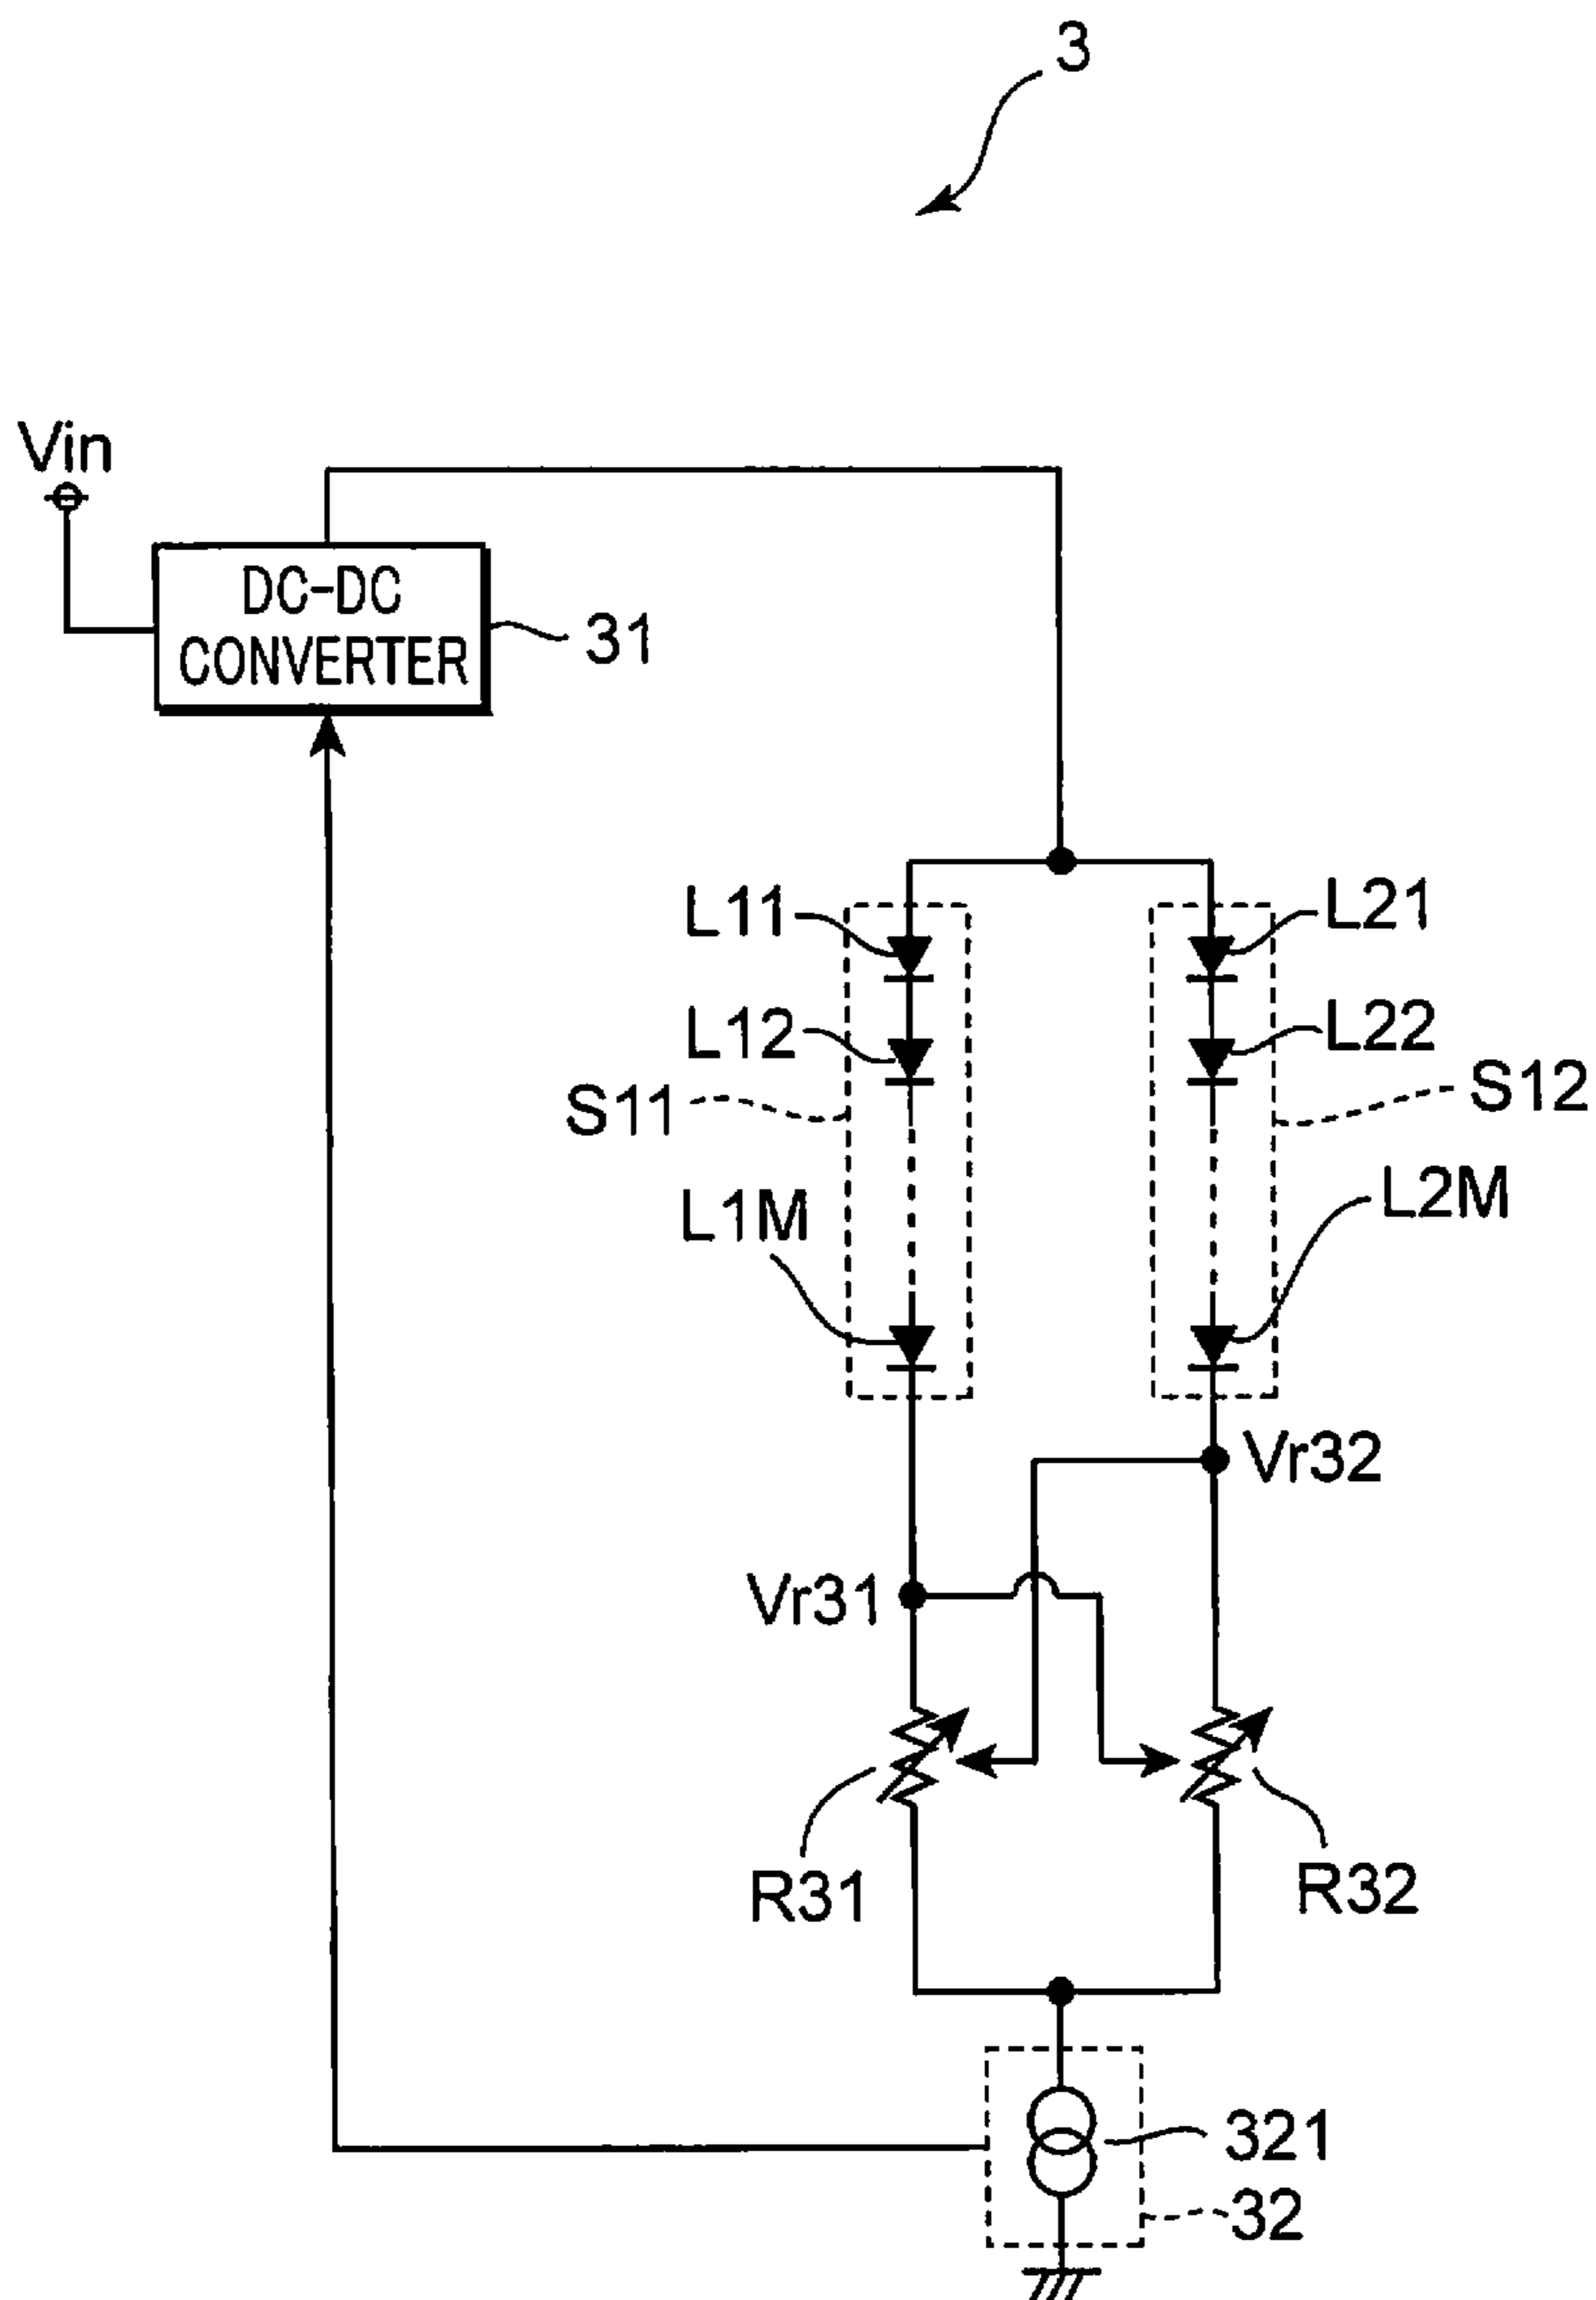 3
Vin
DC-DC
CONVERTER
31
L11
L21
L12
L22
S11
S12
L1M
L2M
Vr32
Vr31
R31
R32
321
32